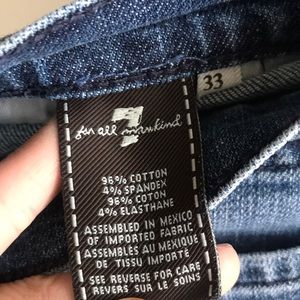 33
7
for all mankind
96% COTTON
4% SPANDEX
96% COTON
4% ELASTHANE
ASSEMBLED IN MEXICO
OF IMPORTED FABRIC
ASSEMBLÉS AU MEXIQUE
DE TISSU IMPORTÉ
SEE REVERSE FOR CARE
REVERS SUR LE SOINS